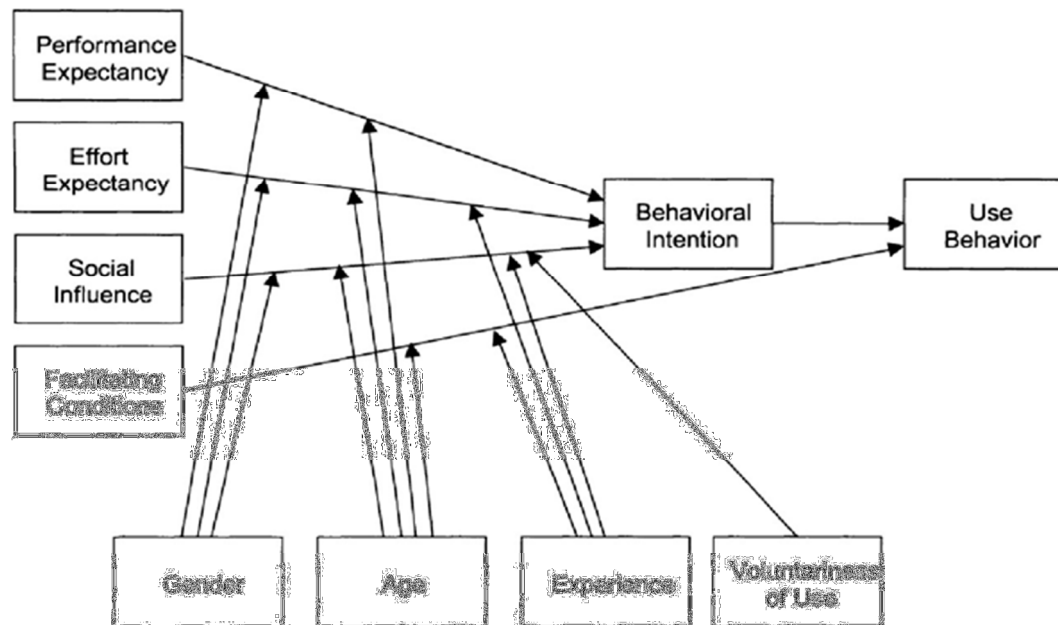 Performance
Expectancy
Effort
Expectancy
Social
Influence
Facilitating
Conditions
Behavioral
Intention
Use
Behavior
Gender
Age
Experience
Voluntariness
of Use